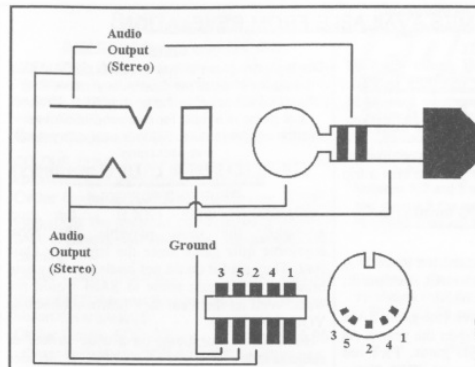 Audio
Output
(Stereo)
Audio
Output
(Stereo)
Ground
3 5 2 4 1
3 5 2 4 1